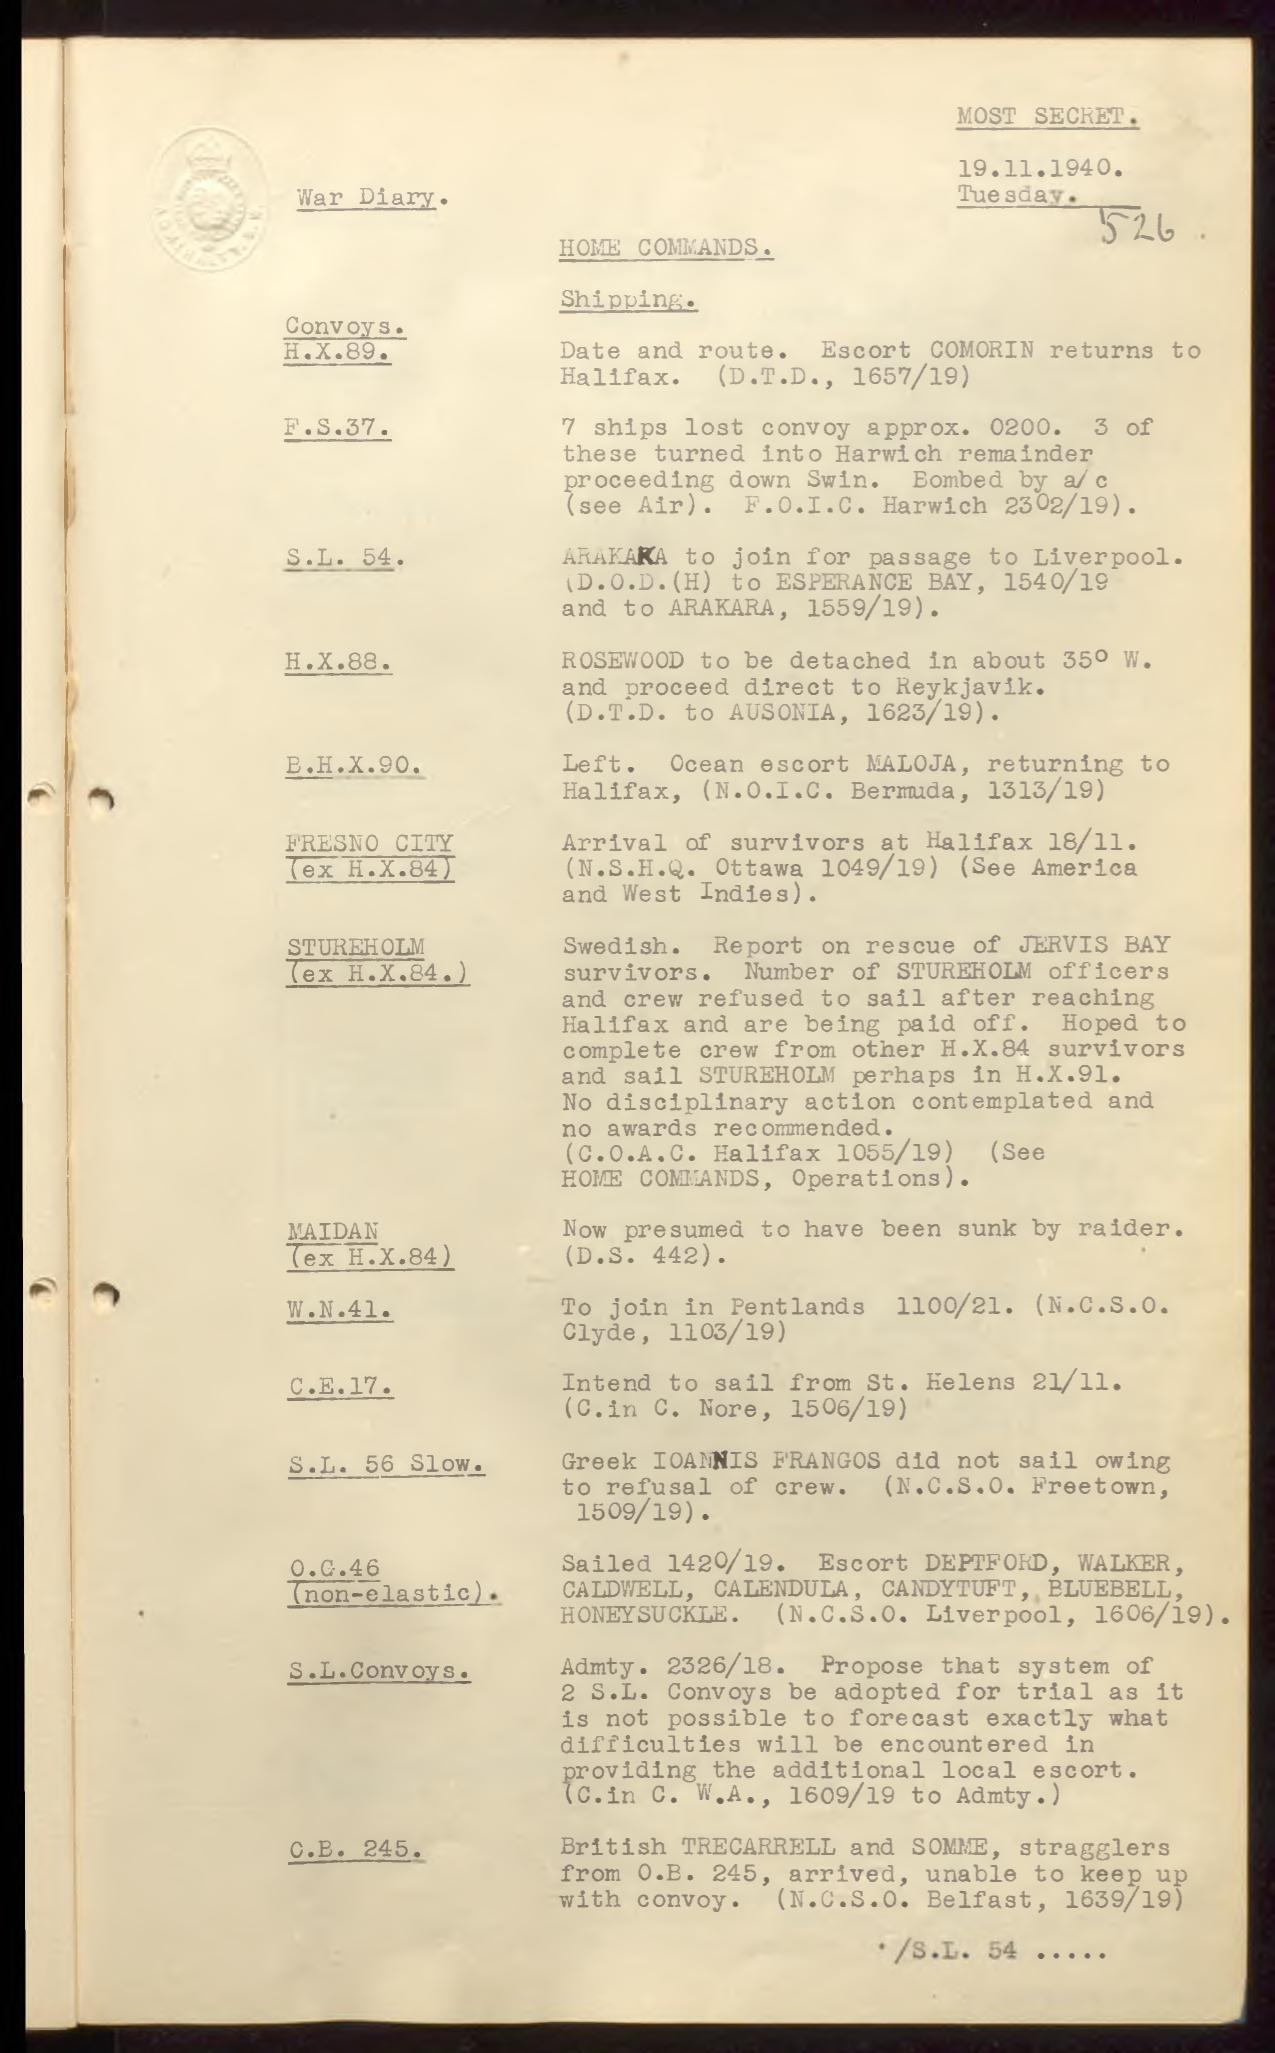 MOST SECRET.
19.11.1940.
Tuesday.
War Diary.
526
HOME COMMANDS.
Shipping.
Convoys.
H.X.89.
Date and route. Escort COMORIN returns to
Halifax. (D.T.D., 1657/19)
F.S.37.
7 ships lost convoy approx. 0200. 3 of
these turned into Harwich remainder
proceeding down Swin. Bombed by a/c
(see Air). F.O.I.C. Harwich 2302/19).
S.L. 54.
ARAKAKA to join for passage to Liverpool.
(D.O.D.(H) to ESPERANCE BAY, 1540/19
and to ARAKARA, 1559/19).
H.X.88.
ROSEWOOD to be detached in about 35° W.
and proceed direct to Reykjavik.
(D.T.D. to AUSONIA, 1623/19).
B.H.X.90.
Left. Ocean escort MALOJA, returning to
Halifax, (N.O.I.C. Bermuda, 1313/19)
FRESNO CITY
(ex H.X.84)
Arrival of survivors at Halifax 18/11.
(N.S.H.Q. Ottawa 1049/19) (See America
and West Indies).
STUREHOLM
(ex H.X.84.)
Swedish. Report on rescue of JERVIS BAY
survivors. Number of STUREHOLM officers
and crew refused to sail after reaching
Halifax and are being paid off. Hoped to
complete crew from other H.X.84 survivors
and sail STUREHOLM perhaps in H.X.91.
No disciplinary action contemplated and
no awards recommended.
(C.O.A.C. Halifax 1055/19) (See
HOME COMMANDS, Operations).
MAIDAN
(ex H.X.84)
Now presumed to have been sunk by raider.
(D.S. 442).
W.N.41.
To join in Pentlands 1100/21. (N.C.S.O.
Clyde, 1103/19)
C.E.17.
Intend to sail from St. Helens 21/11.
(C.in C. Nore, 1506/19)
S.L. 56 Slow.
Greek IOANNIS FRANGOS did not sail owing
to refusal of crew. (N.C.S.O. Freetown,
1509/19).
O.G.46
(non-elastic).
Sailed 1420/19. Escort DEPTFORD, WALKER,
CALDWELL, CALENDULA, CANDYTUFT, BLUEBELL,
HONEYSUCKLE. (N.C.S.O. Liverpool, 1606/19).
S.L.Convoys.
Admty. 2326/18. Propose that system of
2 S.L. Convoys be adopted for trial as it
is not possible to forecast exactly what
difficulties will be encountered in
providing the additional local escort.
(C.in C. W.A., 1609/19 to Admty.)
O.B. 245.
British TRECARRELL and SOMME, stragglers
from O.B. 245, arrived, unable to keep up
with convoy. (N.C.S.O. Belfast, 1639/19)
/S.L. 54 .....